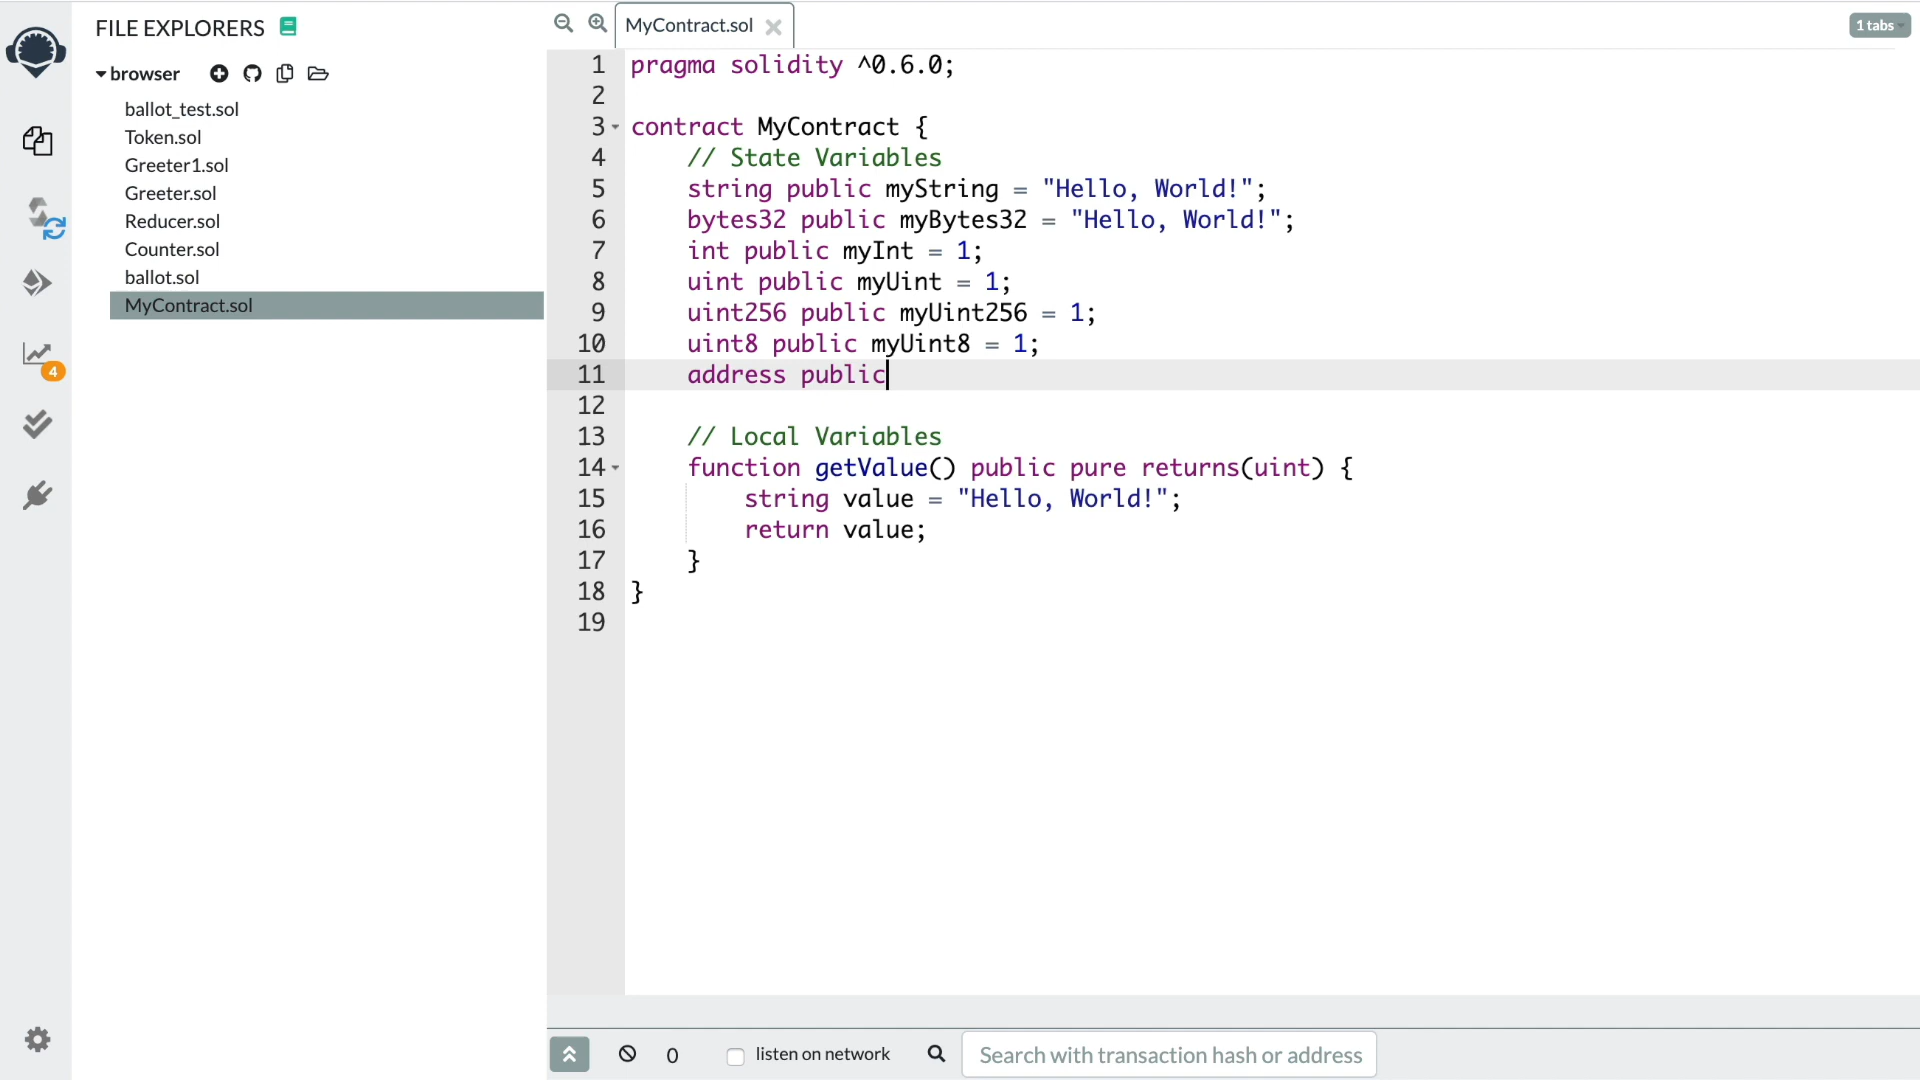 FILE EXPLORERS
browser
ballot_test.sol
Token.sol
Greeter1.sol
Greeter.sol
Reducer.sol
Counter.sol
ballot.sol
MyContract.sol
4
MyContract.sol
1 tabs
1 pragma solidity ^0.6.0;
2
3 contract MyContract {
4 // State Variables
5 string public myString = "Hello, World!";
6 bytes32 public myBytes32 = "Hello, World!";
7 int public myInt = 1;
8 uint public myUint = 1;
9 uint256 public myUint256 = 1;
10 uint8 public myUint8 = 1;
11 address public
12
13 // Local Variables
14 function getValue() public pure returns(uint) {
15 string value = "Hello, World!";
16 return value;
17 }
18 }
19
0
listen on network
Search with transaction hash or address